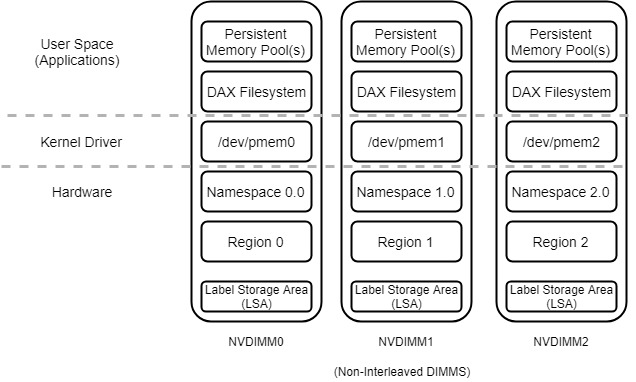 User Space
(Applications)
Persistent
Memory Pool(s)
Persistent
Memory Pool(s)
Persistent
Memory Pool(s)
DAX Filesystem
DAX Filesystem
DAX Filesystem
Kernel Driver
/dev/pmem0
/dev/pmem1
/dev/pmem2
Hardware
Namespace 0.0
Namespace 1.0
Namespace 2.0
Region 0
Region 1
Region 2
Label Storage Area
(LSA)
Label Storage Area
(LSA)
Label Storage Area
(LSA)
NVDIMM0
NVDIMM1
NVDIMM2
(Non-Interleaved DIMMS)